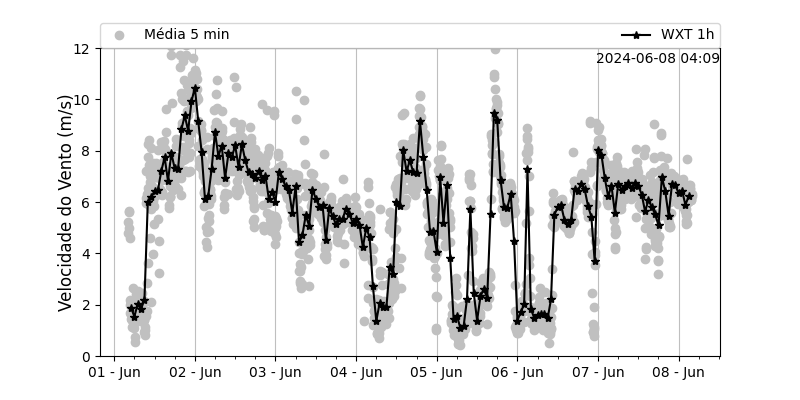 Média 5 min
WXT 1h
2024-06-08 04:09
Velocidade do Vento (m/s)
12
10
8
6
4
2
0
01 - Jun
02 - Jun
03 - Jun
04 - Jun
05 - Jun
06 - Jun
07 - Jun
08 - Jun